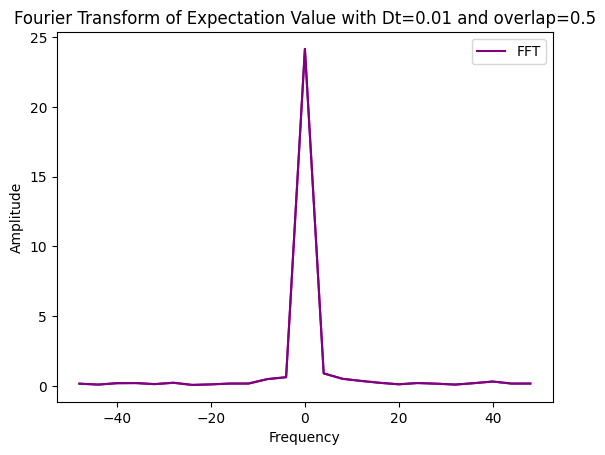 Fourier Transform of Expectation Value with Dt=0.01 and overlap=0.5
25
20
15
10
5
0
Amplitude
FFT
−40
−20
0
20
40
Frequency